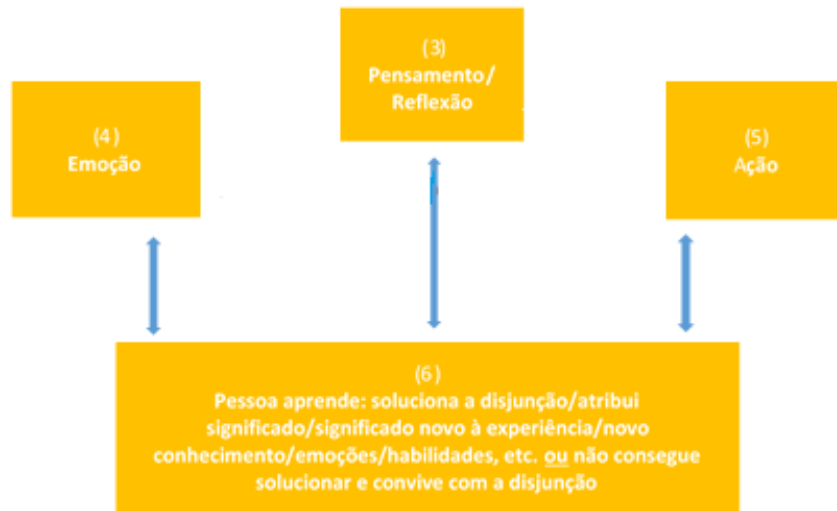 (3)
Pensamento/
Reflexão
(4)
Emoção
(5)
Ação
(6)
Pessoa aprende: soluciona a disjunção/atribui
significado/significado novo à experiência/novo
conhecimento/emoções/habilidades, etc. ou não consegue
solucionar e convive com a disjunção